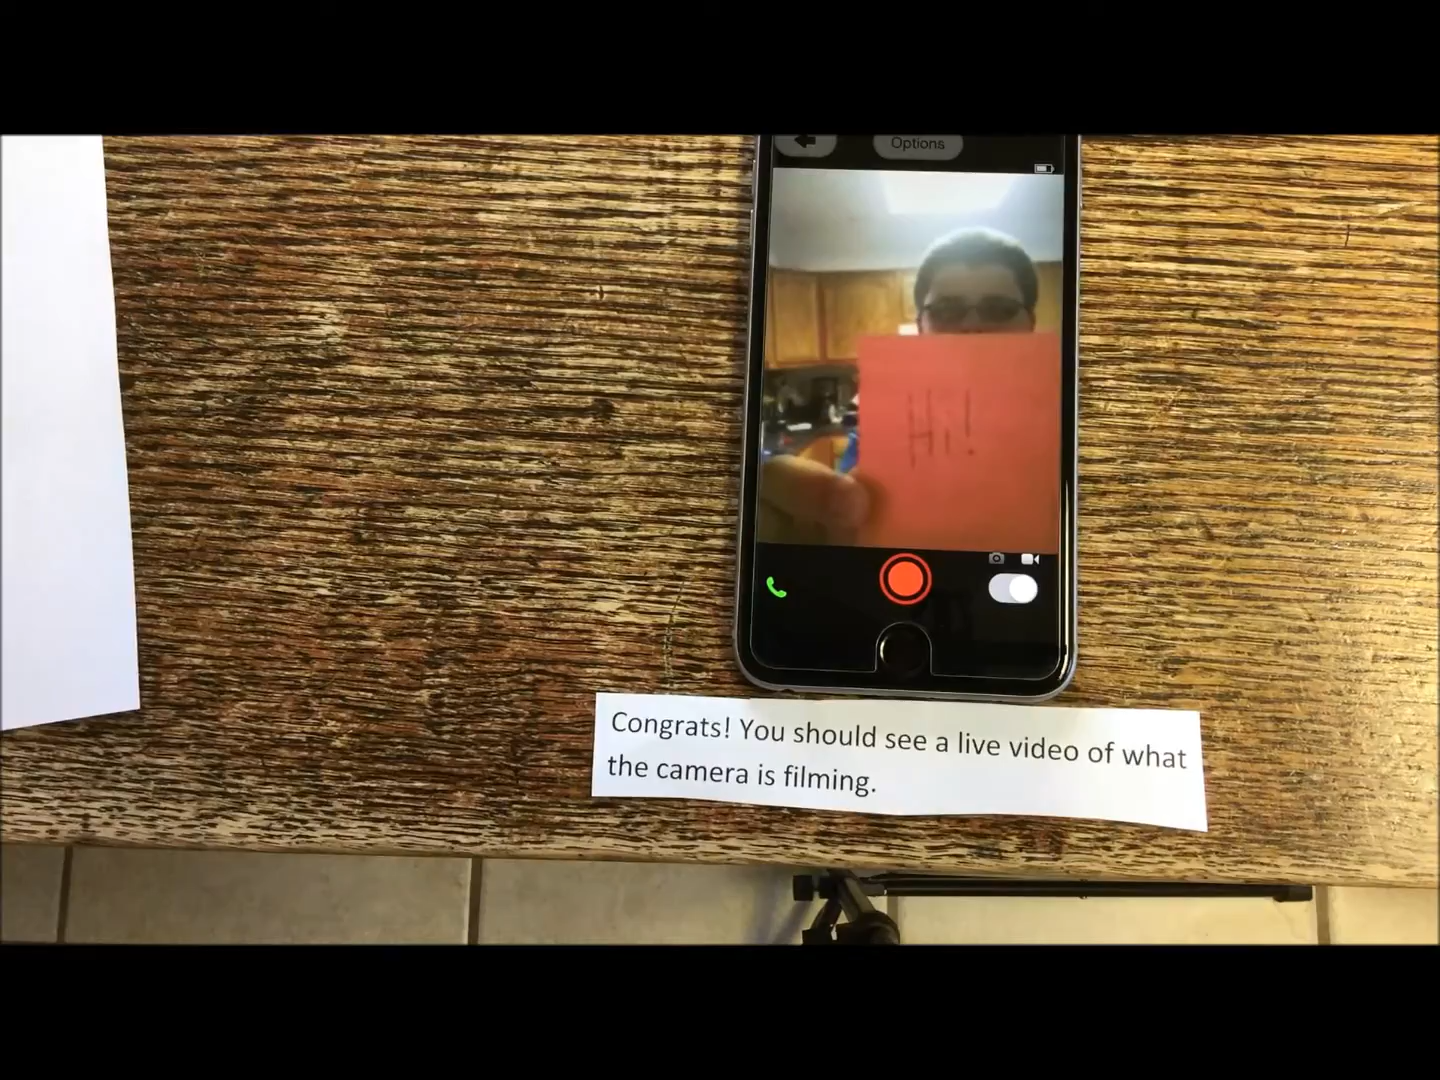 Options
Hi!
Congrats! You should see a live video of what
the camera is filming.